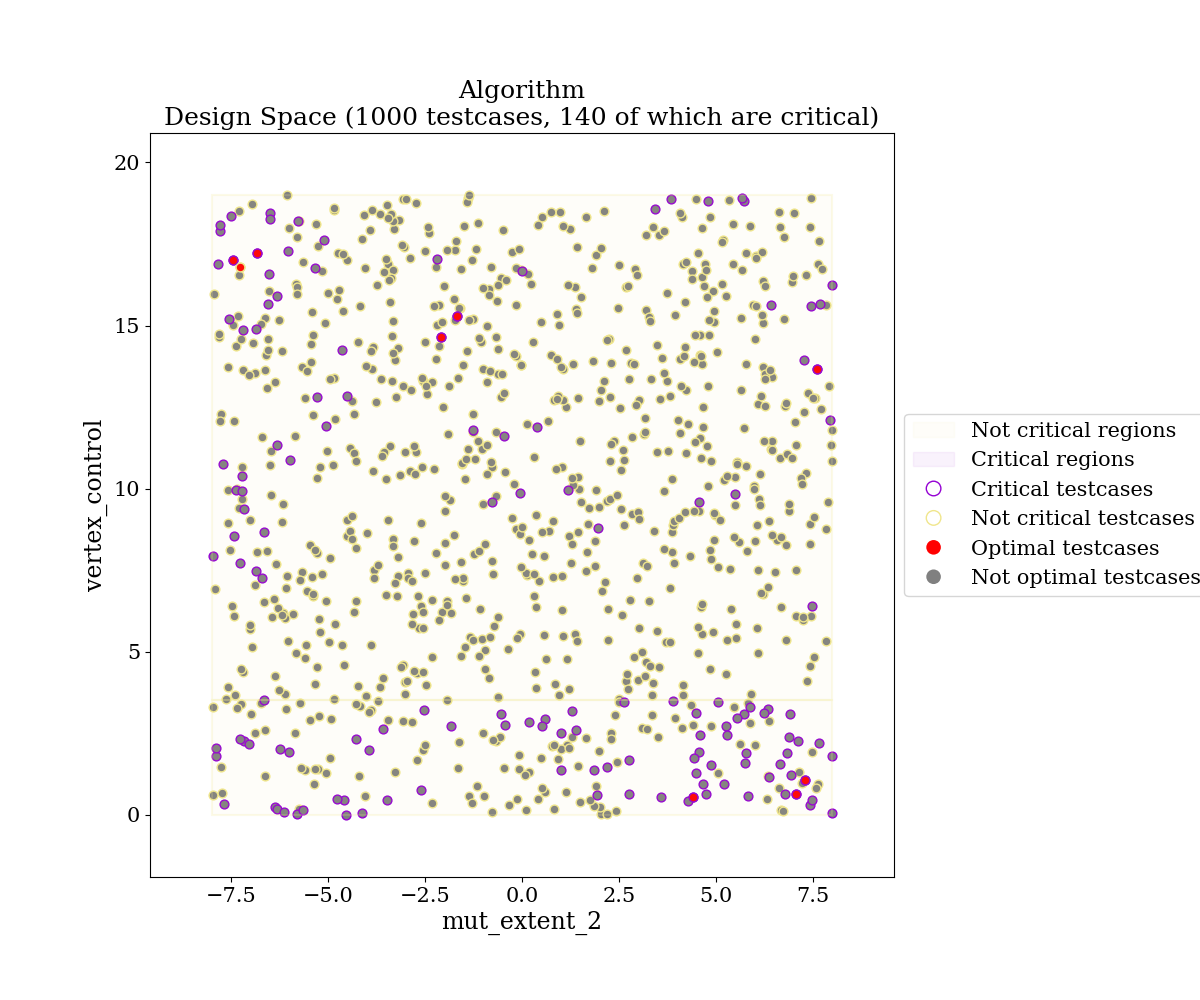 Algorithm
Design Space (1000 testcases, 140 of which are critical)
20
15
10
5
0
vertex_control
−7.5
−5.0
−2.5
0.0
2.5
5.0
7.5
mut_extent_2
Not critical regions
Critical regions
Critical testcases
Not critical testcases
Optimal testcases
Not optimal testcases